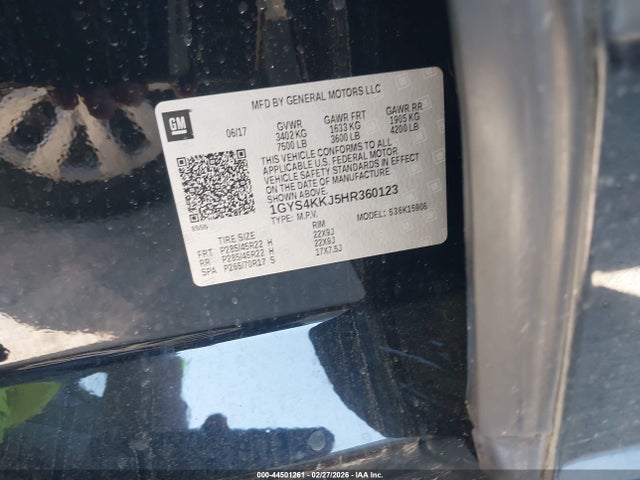 MFD BY GENERAL MOTORS LLC
GM
06/17
GVWR GAWR FRT GAWR RR
3402 KG 1633 KG 1905 KG
7500 LB 3600 LB 4200 LB
THIS VEHICLE CONFORMS TO ALL
APPLICABLE U.S. FEDERAL MOTOR
VEHICLE SAFETY STANDARDS IN EFFECT
ON THE DATE OF MANUFACTURE
SHOWN ABOVE.
1GYS4KKJ5HR360123
TYPE: M.P.V. MODEL: 536K15906
TIRE SIZE RIM
FRT P285/45R22 H 22X9J
RR P285/45R22 H 22X9J
SPA P265/70R17 S 17X7.5J
000-44501261 - 02/27/2026 - IAA Inc.